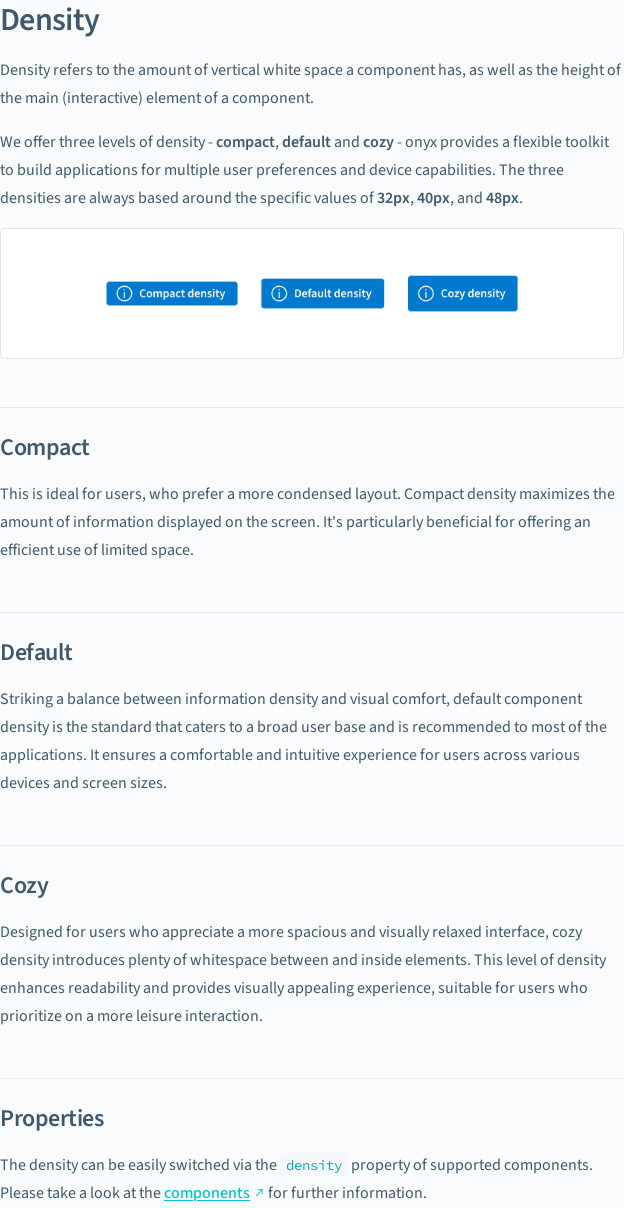 Density
Density refers to the amount of vertical white space a component has, as well as the height of
the main (interactive) element of a component.
We offer three levels of density - compact, default and cozy - onyx provides a flexible toolkit
to build applications for multiple user preferences and device capabilities. The three
densities are always based around the specific values of 32px, 40px, and 48px.
Compact density Default density Cozy density
Compact
This is ideal for users, who prefer a more condensed layout. Compact density maximizes the
amount of information displayed on the screen. It's particularly beneficial for offering an
efficient use of limited space.
Default
Striking a balance between information density and visual comfort, default component
density is the standard that caters to a broad user base and is recommended to most of the
applications. It ensures a comfortable and intuitive experience for users across various
devices and screen sizes.
Cozy
Designed for users who appreciate a more spacious and visually relaxed interface, cozy
density introduces plenty of whitespace between and inside elements. This level of density
enhances readability and provides visually appealing experience, suitable for users who
prioritize on a more leisure interaction.
Properties
The density can be easily switched via the density property of supported components.
Please take a look at the components ↗ for further information.